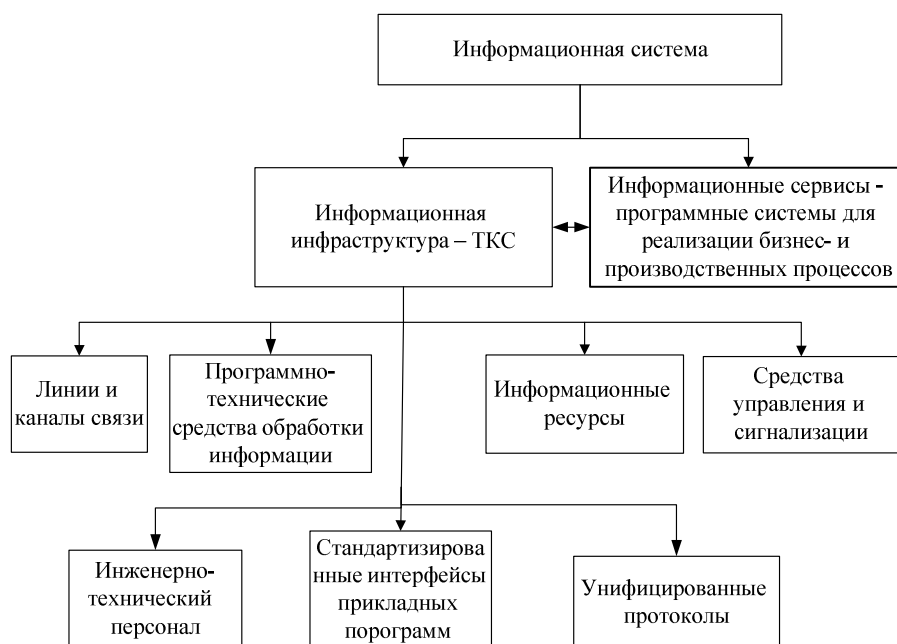 Информационная система
Информационная
инфраструктура – ТКС
Информационные сервисы -
программные системы для
реализации бизнес- и
производственных процессов
Линии и
каналы связи
Программно-
технические
средства обработки
информации
Информационные
ресурсы
Средства
управления и
сигнализации
Инженерно-
технический
персонал
Стандартизирова
нные интерфейсы
прикладных
порограмм
Унифицированные
протоколы